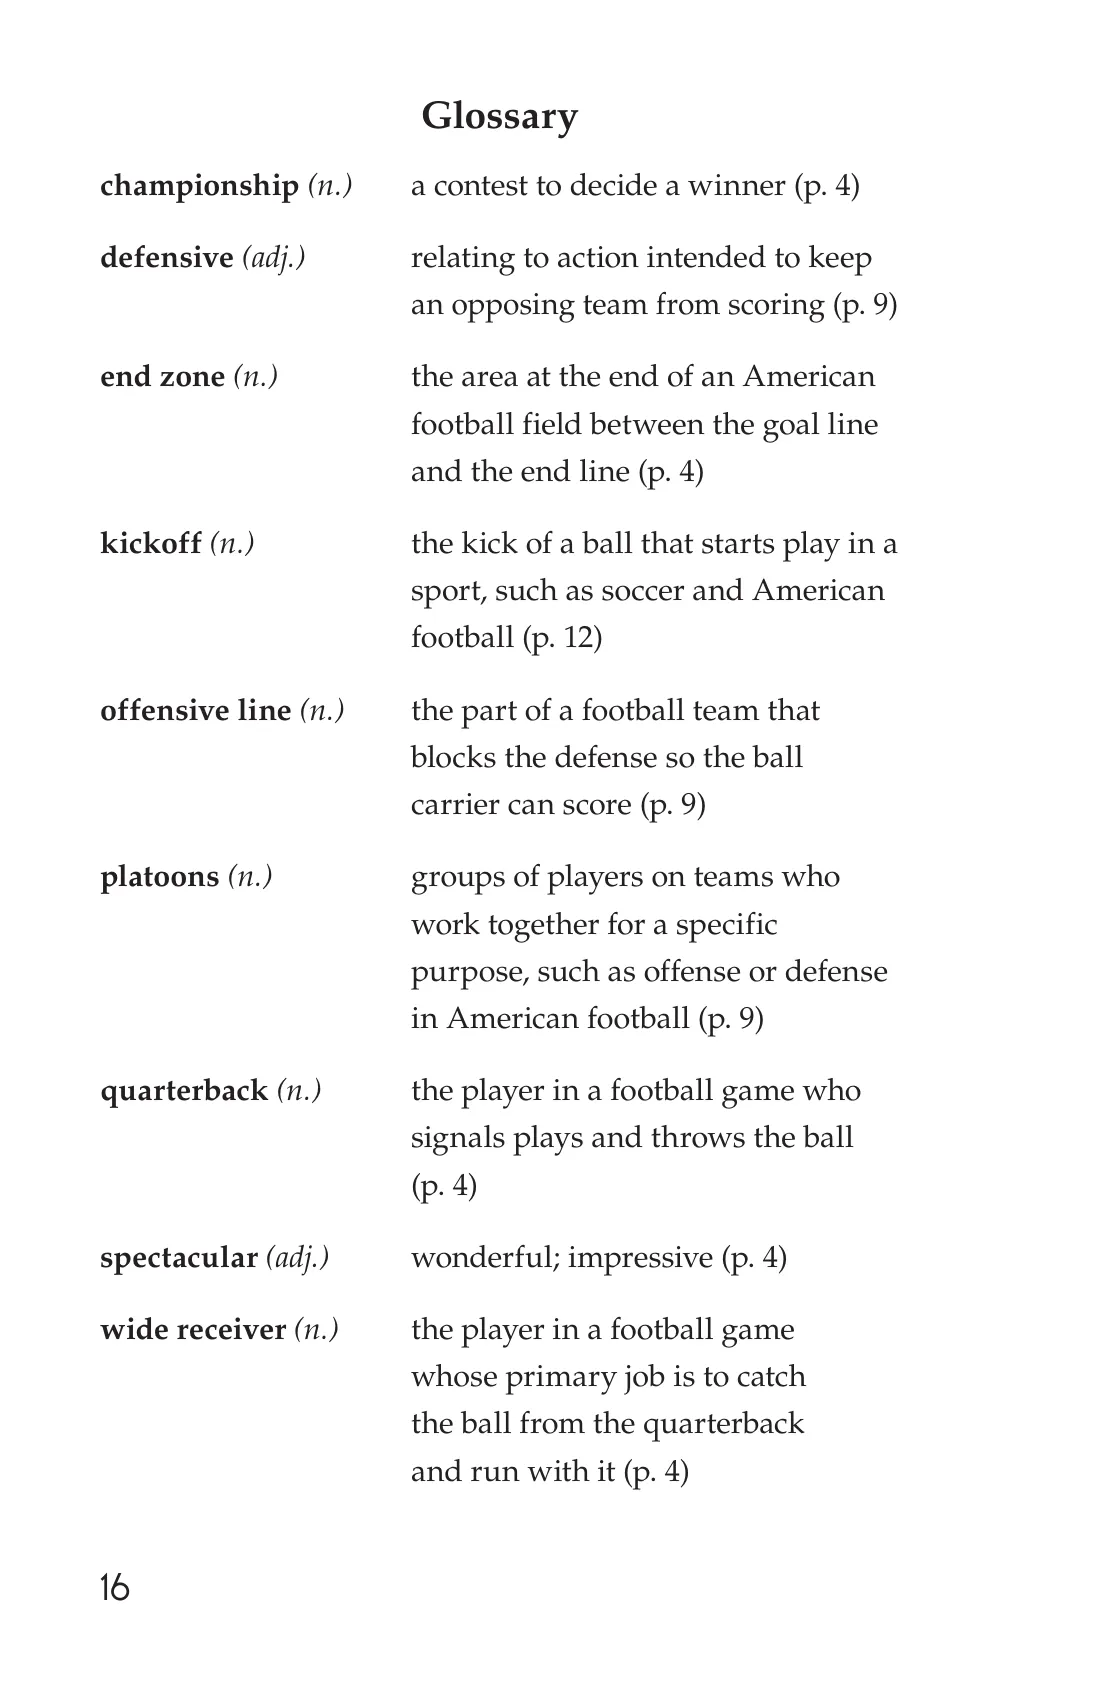 Glossary
championship (n.) a contest to decide a winner (p. 4)
defensive (adj.) relating to action intended to keep
an opposing team from scoring (p. 9)
end zone (n.) the area at the end of an American
football field between the goal line
and the end line (p. 4)
kickoff (n.) the kick of a ball that starts play in a
sport, such as soccer and American
football (p. 12)
offensive line (n.) the part of a football team that
blocks the defense so the ball
carrier can score (p. 9)
platoons (n.) groups of players on teams who
work together for a specific
purpose, such as offense or defense
in American football (p. 9)
quarterback (n.) the player in a football game who
signals plays and throws the ball
(p. 4)
spectacular (adj.) wonderful; impressive (p. 4)
wide receiver (n.) the player in a football game
whose primary job is to catch
the ball from the quarterback
and run with it (p. 4)
16